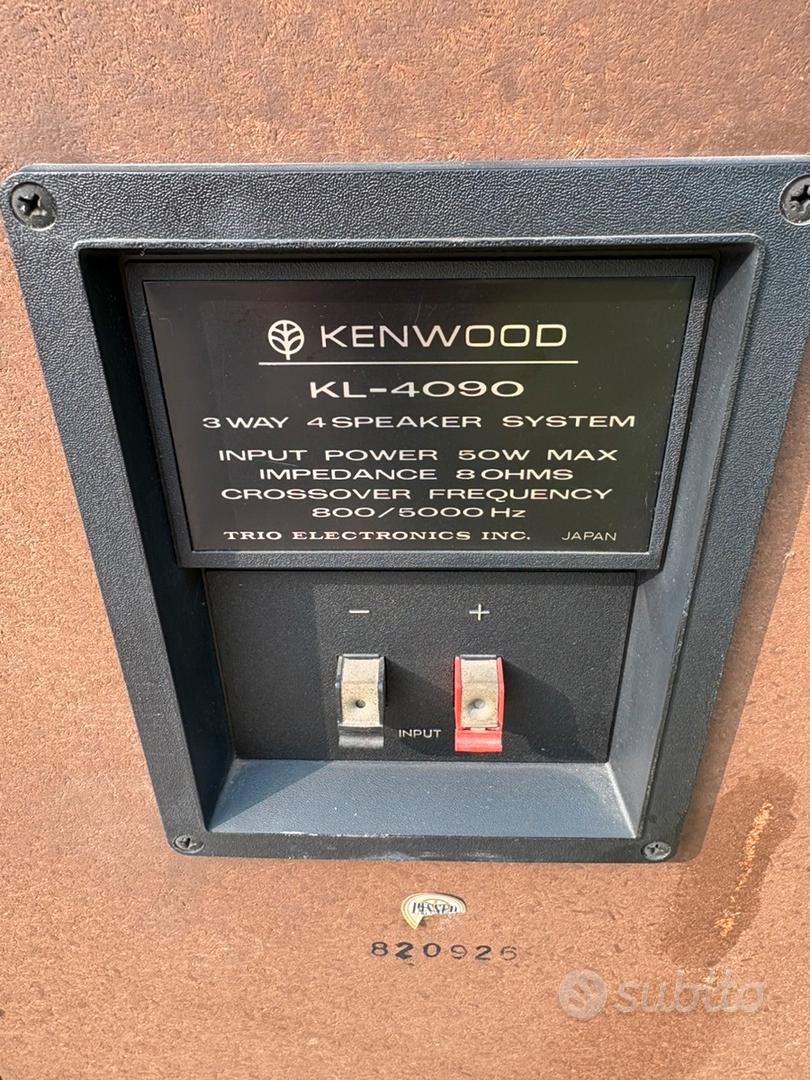 KENWOOD
KL-4090
3 WAY 4 SPEAKER SYSTEM
INPUT POWER 50W MAX
IMPEDANCE 8 OHMS
CROSSOVER FREQUENCY
800/5000 Hz
TRIO ELECTRONICS INC. JAPAN
- +
INPUT
PASSED
820926
subito